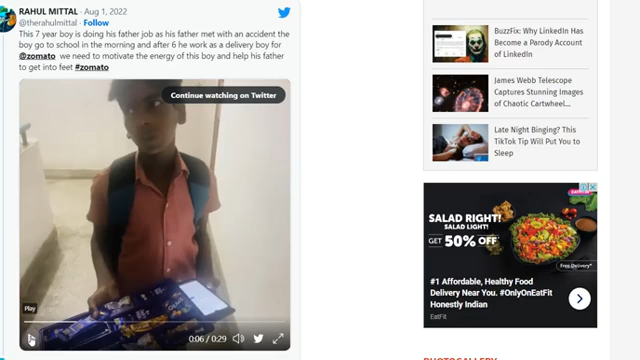 RAHUL MITTAL · Aug 1, 2022
@therahulmittal · Follow
This 7 year boy is doing his father job as his father met with an accident the
boy go to school in the morning and after 6 he work as a delivery boy for
@zomato we need to motivate the energy of this boy and help his father
to get into feet #zomato
Continue watching on Twitter
Play
0:06 / 0:29
BuzzFix: Why LinkedIn Has
Become a Parody Account
of LinkedIn
James Webb Telescope
Captures Stunning Images
of Chaotic Cartwheel...
Late Night Binging? This
TikTok Tip Will Put You to
Sleep
SALAD RIGHT!
SALAD LIGHT!
GET 50% OFF
EATFIT
Free Delivery*
#1 Affordable, Healthy Food
Delivery Near You. #OnlyOnEatFit
Honestly Indian
EatFit
PHOTOGALLERY